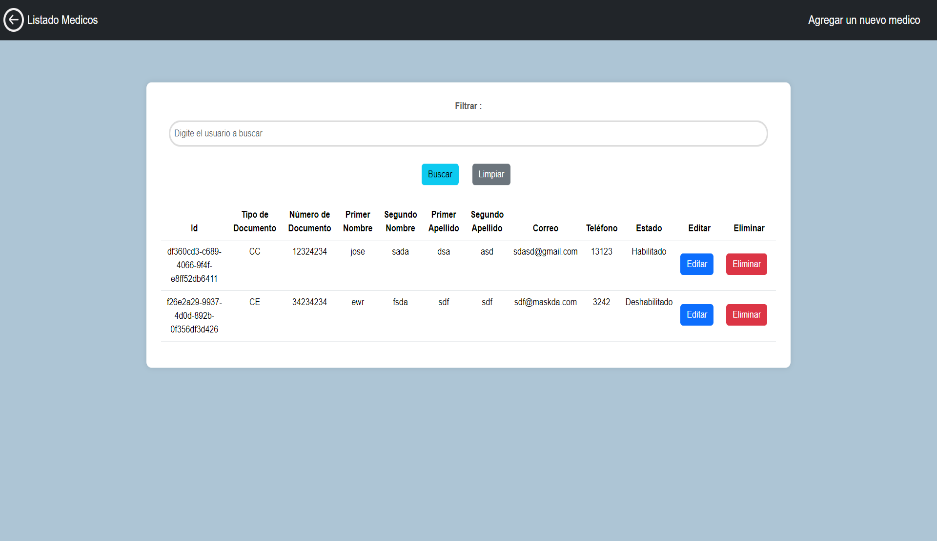 Listado Medicos
Agregar un nuevo medico
Filtrar :
Digite el usuario a buscar
Buscar Limpiar
Id Tipo de Documento Número de Documento Primer Nombre Segundo Nombre Primer Apellido Segundo Apellido Correo Teléfono Estado Editar Eliminar
df360cd3-c689-4066-9f4f-e8ff52db6411 CC 12324234 jose sada dsa asd sdasd@gmail.com 13123 Habilitado Editar Eliminar
f26e2a29-9937-4d0d-892b-0f356df3d426 CE 34234234 ewr fsda sdf sdf sdf@maskda.com 3242 Deshabilitado Editar Eliminar